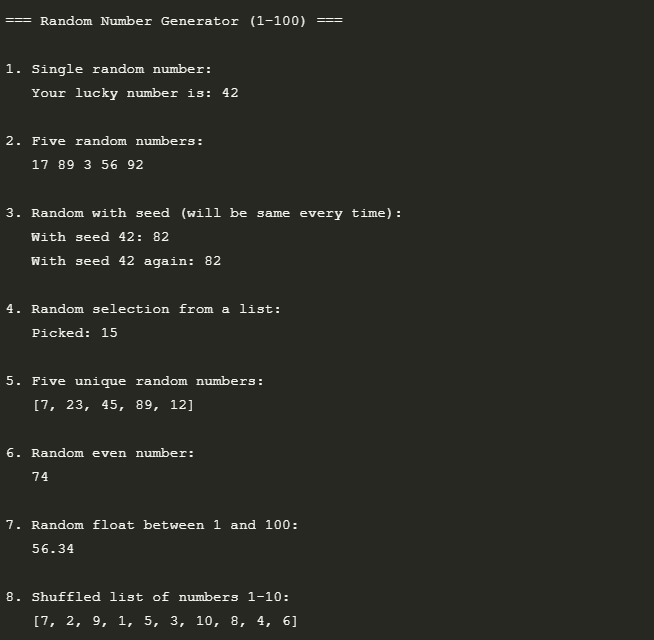 === Random Number Generator (1-100) ===
1. Single random number:
Your lucky number is: 42
2. Five random numbers:
17 89 3 56 92
3. Random with seed (will be same every time):
With seed 42: 82
With seed 42 again: 82
4. Random selection from a list:
Picked: 15
5. Five unique random numbers:
[7, 23, 45, 89, 12]
6. Random even number:
74
7. Random float between 1 and 100:
56.34
8. Shuffled list of numbers 1-10:
[7, 2, 9, 1, 5, 3, 10, 8, 4, 6]